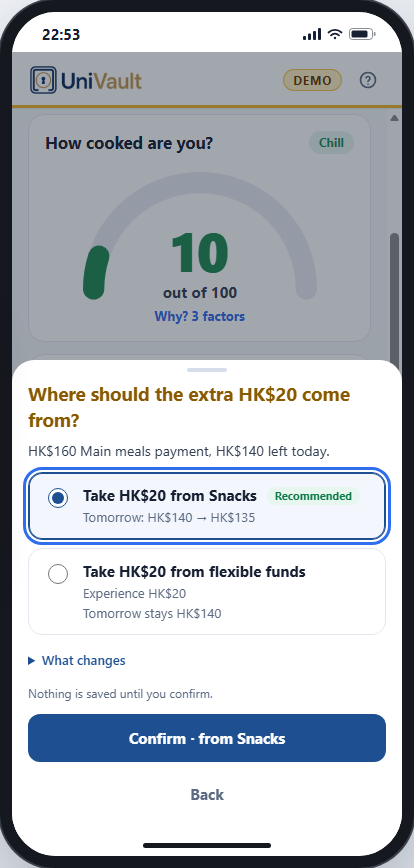 22:53
UniVault
DEMO
?
How cooked are you?
Chill
10
out of 100
Why? 3 factors
Where should the extra HK$20 come
from?
HK$160 Main meals payment, HK$140 left today.
Take HK$20 from Snacks
Recommended
Tomorrow: HK$140 → HK$135
Take HK$20 from flexible funds
Experience HK$20
Tomorrow stays HK$140
What changes
Nothing is saved until you confirm.
Confirm · from Snacks
Back